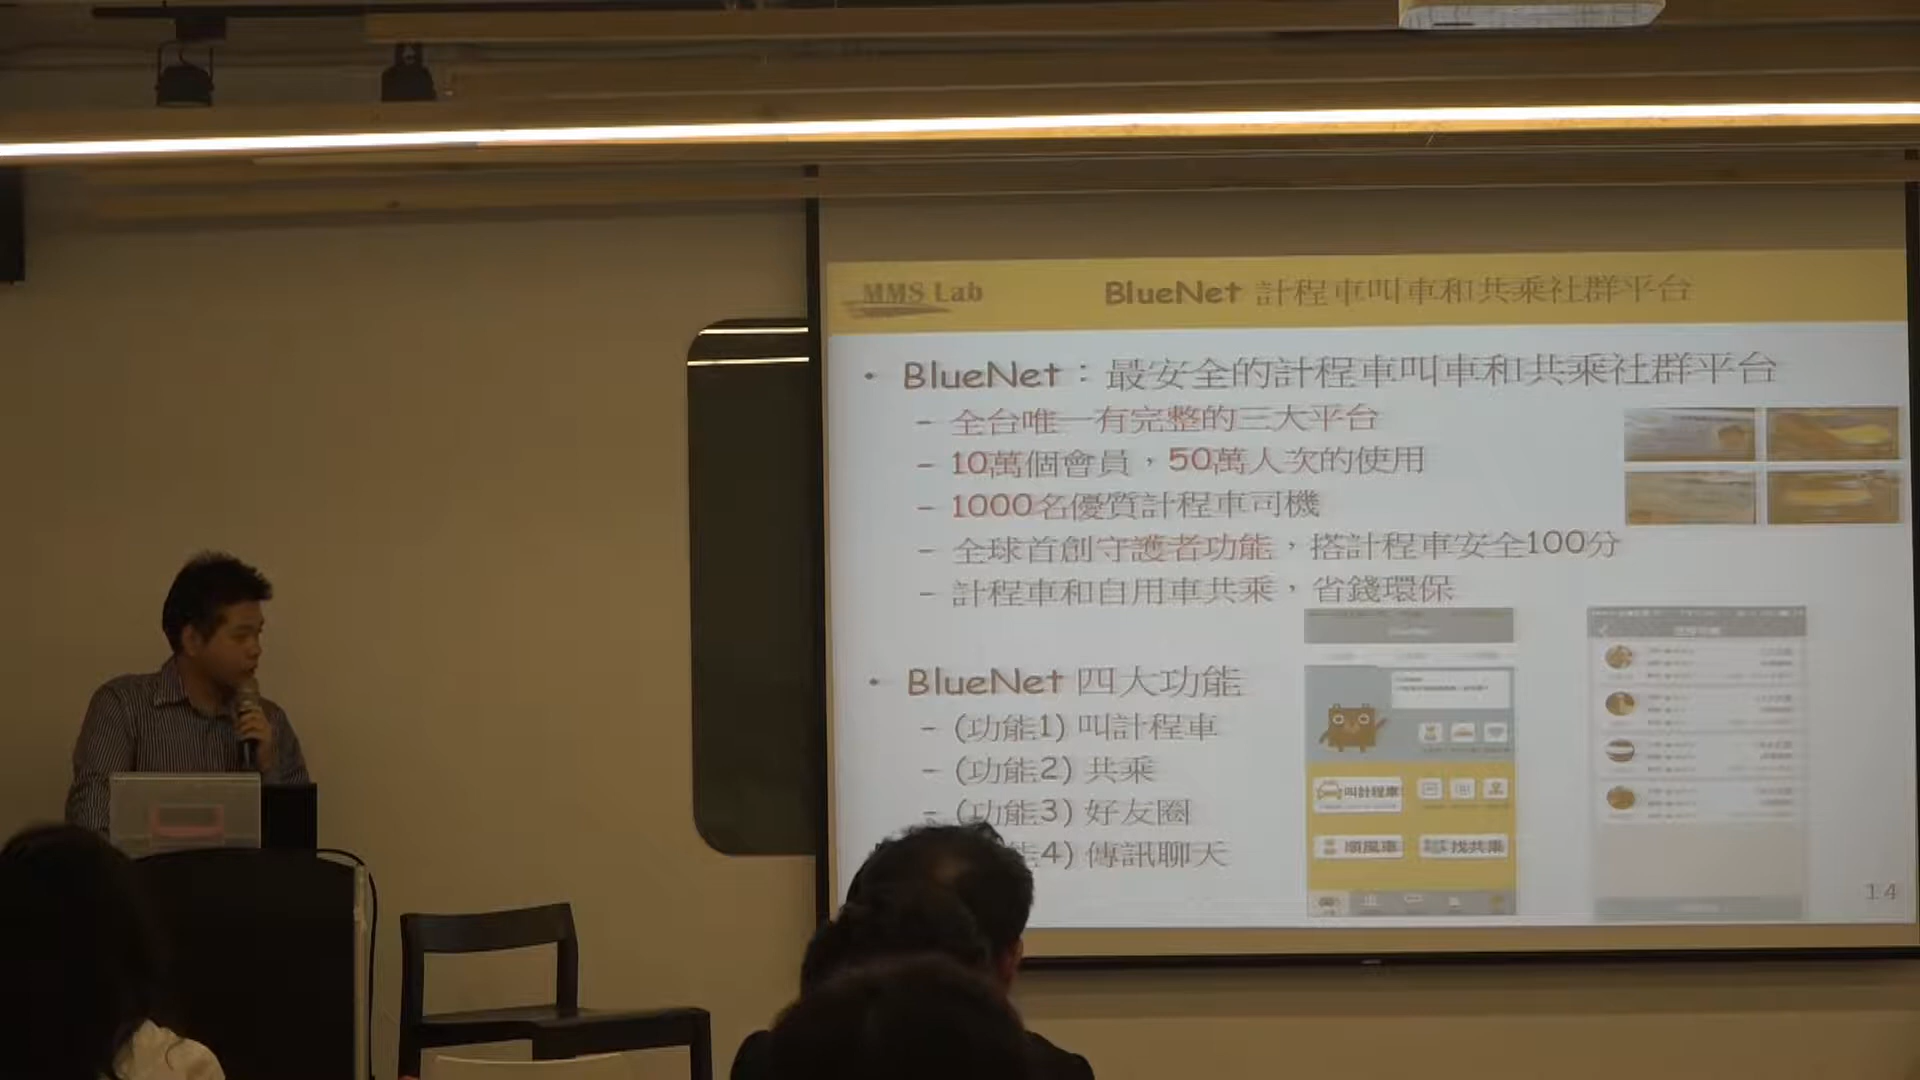 MMS Lab
BlueNet 計程車叫車和共乘社群平台
• BlueNet：最安全的計程車叫車和共乘社群平台
– 全台唯一有完整的三大平台
– 10萬個會員，50萬人次的使用
– 1000名優質計程車司機
– 全球首創守護者功能，搭計程車安全100分
– 計程車和自用車共乘，省錢環保
• BlueNet 四大功能
– (功能1) 叫計程車
– (功能2) 共乘
– (功能3) 好友圈
能4) 傳訊聊天
叫計程車
順風車
找共乘
14